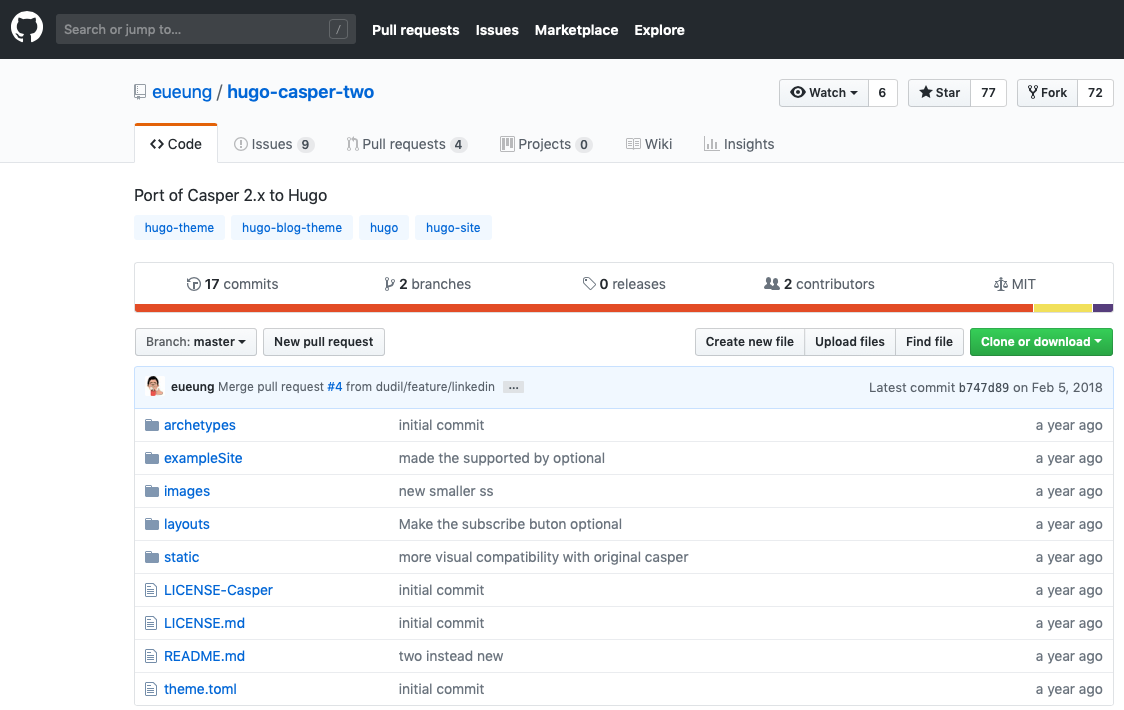 Search or jump to... /
Pull requests Issues Marketplace Explore
eueung / hugo-casper-two
Watch 6 Star 77 Fork 72
Code Issues 9 Pull requests 4 Projects 0 Wiki Insights
Port of Casper 2.x to Hugo
hugo-theme hugo-blog-theme hugo hugo-site
17 commits 2 branches 0 releases 2 contributors MIT
Branch: master New pull request Create new file Upload files Find file Clone or download
eueung Merge pull request #4 from dudil/feature/linkedin ... Latest commit b747d89 on Feb 5, 2018
archetypes initial commit a year ago
exampleSite made the supported by optional a year ago
images new smaller ss a year ago
layouts Make the subscribe buton optional a year ago
static more visual compatibility with original casper a year ago
LICENSE-Casper initial commit a year ago
LICENSE.md initial commit a year ago
README.md two instead new a year ago
theme.toml initial commit a year ago